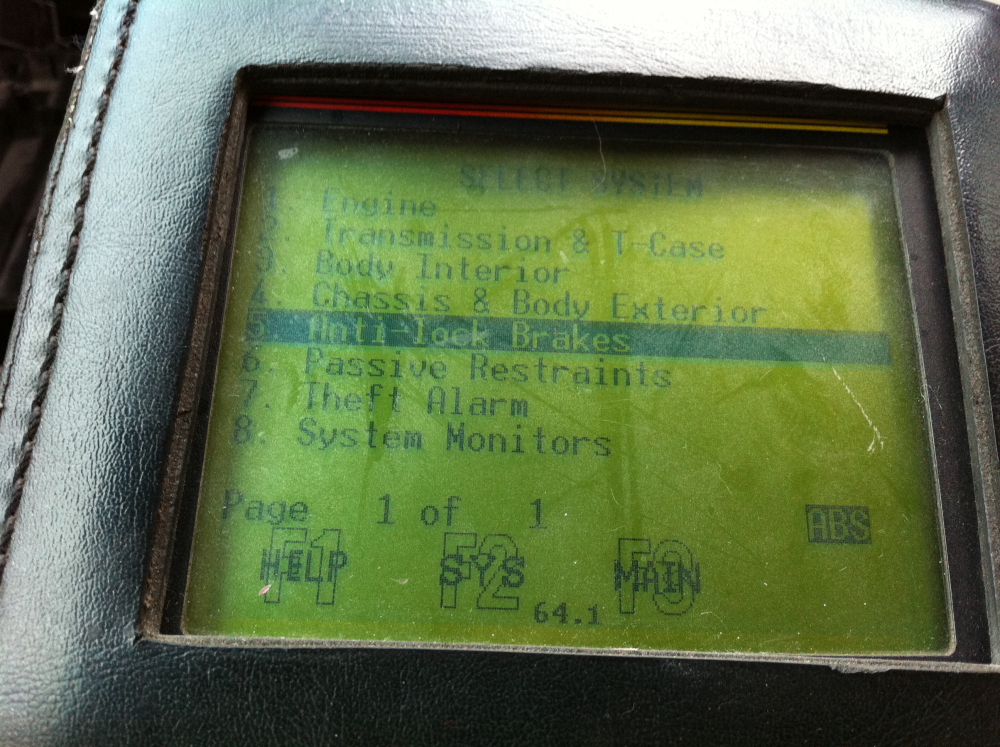 SELECT SYSTEM
1. Engine
2. Transmission & T-Case
3. Body Interior
4. Chassis & Body Exterior
5. Anti-lock Brakes
6. Passive Restraints
7. Theft Alarm
8. System Monitors
Page 1 of 1
ABS
F1 F2 F0
HELP SYS MAIN
64.1